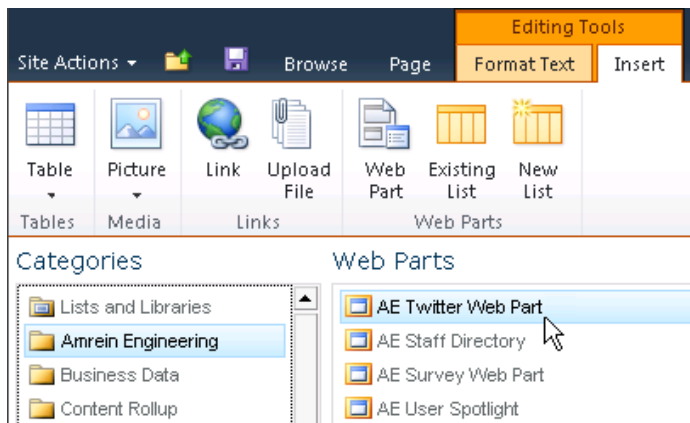 Editing Tools
Site Actions Browse Page Format Text Insert
Table Picture Link Upload File Web Part Existing List New List
Tables Media Links Web Parts
Categories Web Parts
Lists and Libraries AE Twitter Web Part
Amrein Engineering AE Staff Directory
Business Data AE Survey Web Part
Content Rollup AE User Spotlight